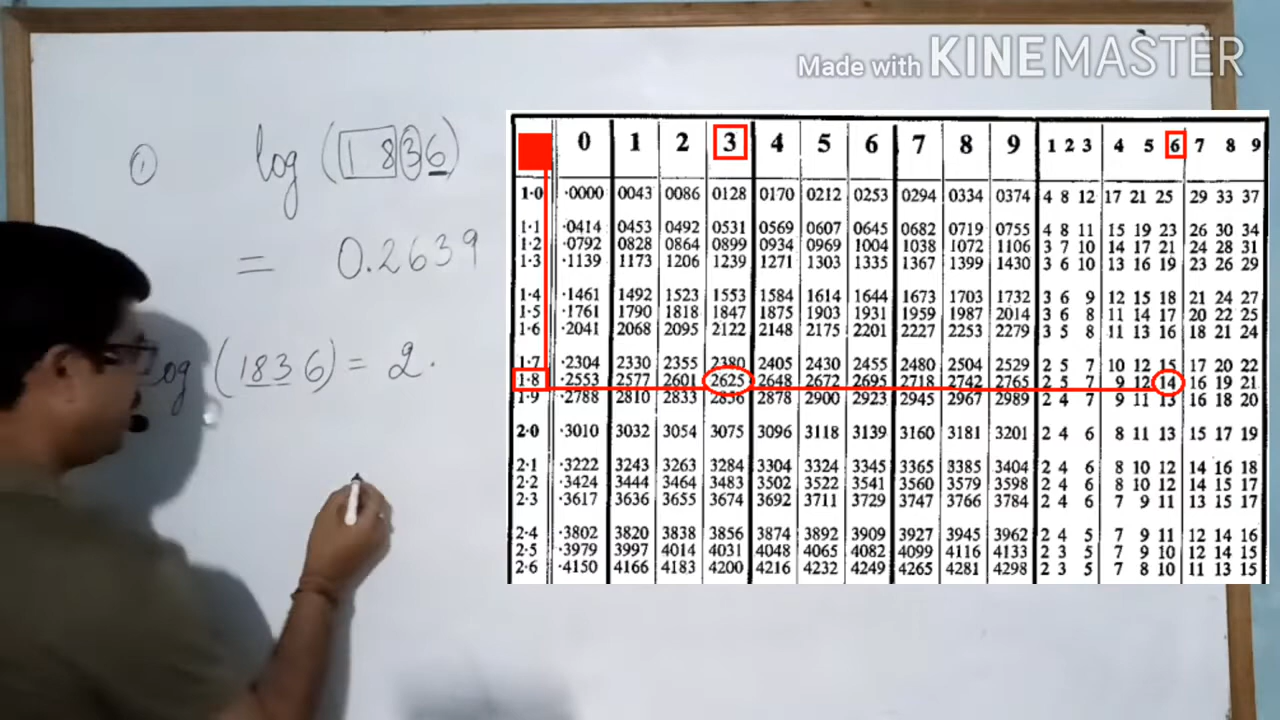 Made with KINEMASTER
① log (1836)
= 0.2639
log (1836) = 2.
0 1 2 3 4 5 6 7 8 9 1 2 3 4 5 6 7 8 9
1·0 ·0000 0043 0086 0128 0170 0212 0253 0294 0334 0374 4 8 12 17 21 25 29 33 37
1·1 ·0414 0453 0492 0531 0569 0607 0645 0682 0719 0755 4 8 11 15 19 23 26 30 34
1·2 ·0792 0828 0864 0899 0934 0969 1004 1038 1072 1106 3 7 10 14 17 21 24 28 31
1·3 ·1139 1173 1206 1239 1271 1303 1335 1367 1399 1430 3 6 10 13 16 19 23 26 29
1·4 ·1461 1492 1523 1553 1584 1614 1644 1673 1703 1732 3 6 9 12 15 18 21 24 27
1·5 ·1761 1790 1818 1847 1875 1903 1931 1959 1987 2014 3 6 8 11 14 17 20 22 25
1·6 ·2041 2068 2095 2122 2148 2175 2201 2227 2253 2279 3 5 8 11 13 16 18 21 24
1·7 ·2304 2330 2355 2380 2405 2430 2455 2480 2504 2529 2 5 7 10 12 15 17 20 22
1·8 ·2553 2577 2601 2625 2648 2672 2695 2718 2742 2765 2 5 7 9 12 14 16 19 21
1·9 ·2788 2810 2833 2856 2878 2900 2923 2945 2967 2989 2 4 7 9 11 13 16 18 20
2·0 ·3010 3032 3054 3075 3096 3118 3139 3160 3181 3201 2 4 6 8 11 13 15 17 19
2·1 ·3222 3243 3263 3284 3304 3324 3345 3365 3385 3404 2 4 6 8 10 12 14 16 18
2·2 ·3424 3444 3464 3483 3502 3522 3541 3560 3579 3598 2 4 6 8 10 12 14 15 17
2·3 ·3617 3636 3655 3674 3692 3711 3729 3747 3766 3784 2 4 6 7 9 11 13 15 17
2·4 ·3802 3820 3838 3856 3874 3892 3909 3927 3945 3962 2 4 5 7 9 11 12 14 16
2·5 ·3979 3997 4014 4031 4048 4065 4082 4099 4116 4133 2 3 5 7 9 10 12 14 15
2·6 ·4150 4166 4183 4200 4216 4232 4249 4265 4281 4298 2 3 5 7 8 10 11 13 15